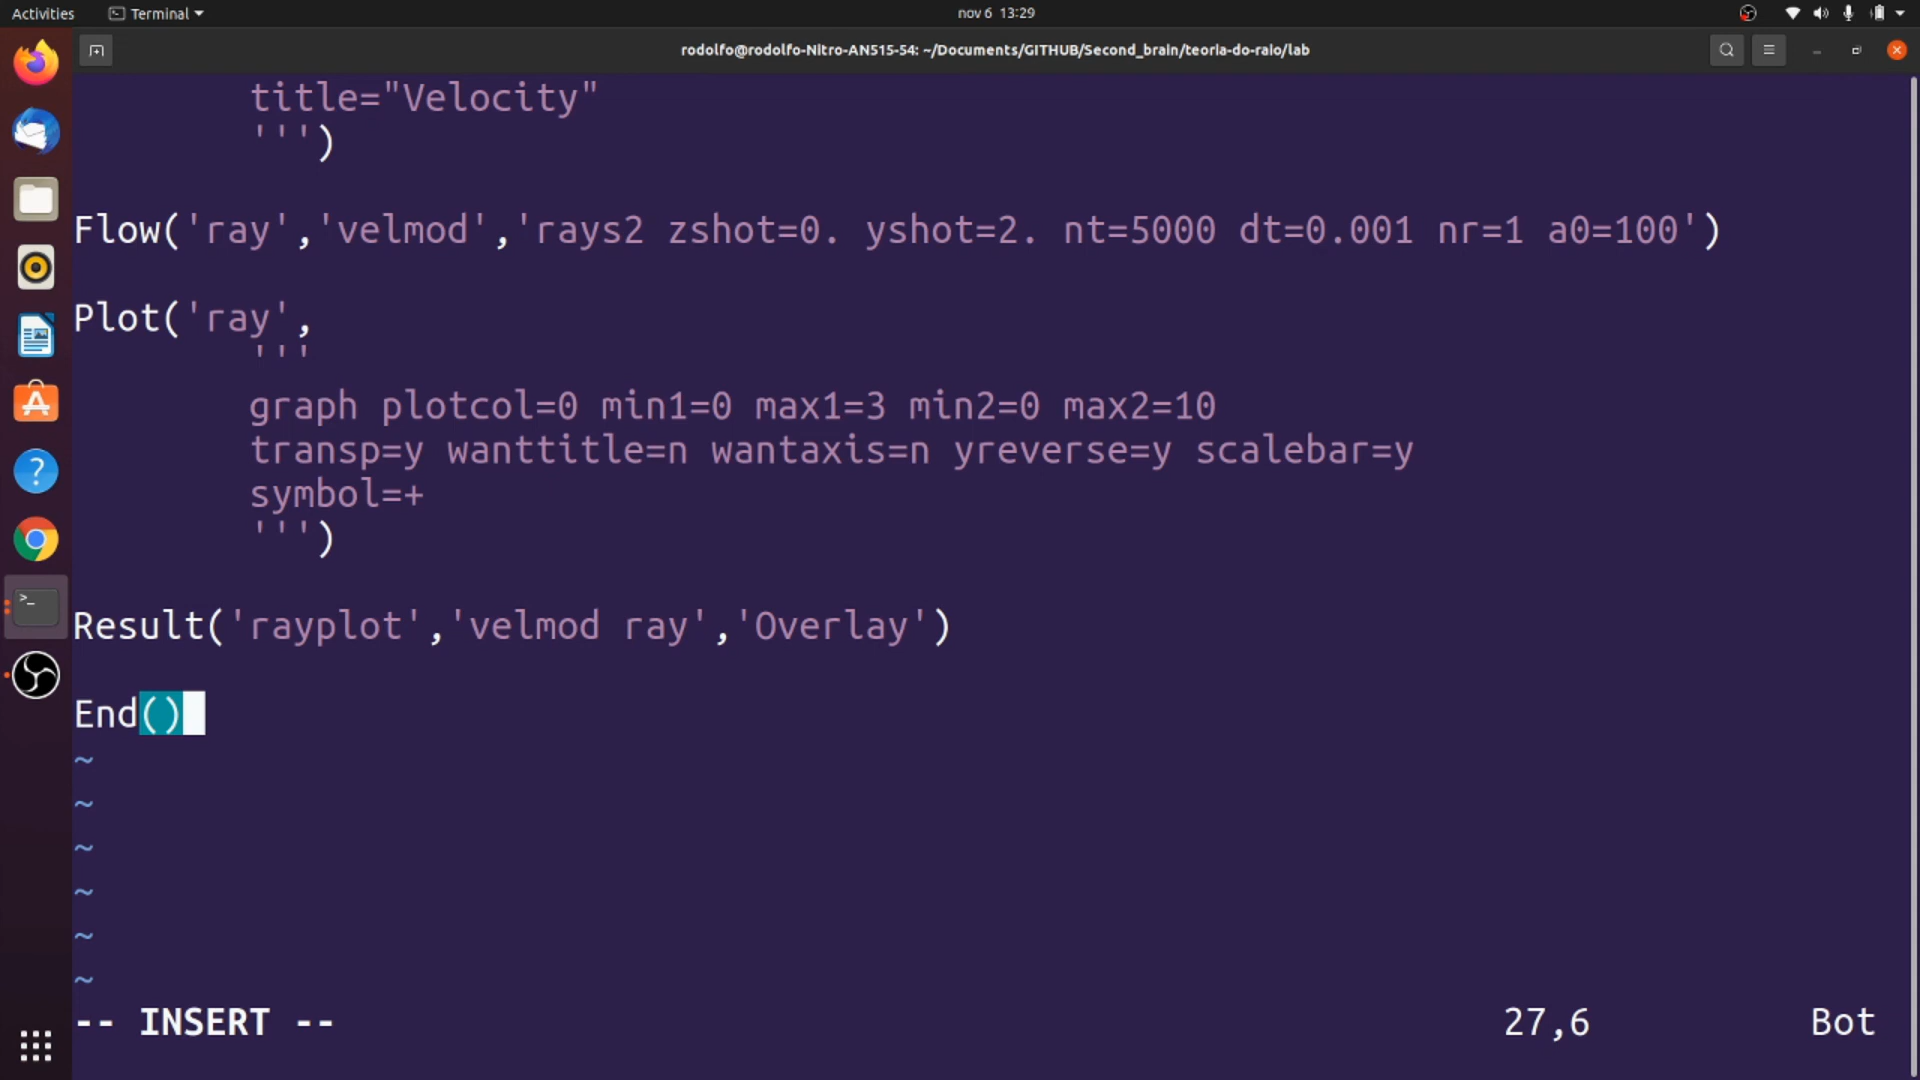 Activities
Terminal
nov 6 13:29
rodolfo@rodolfo-Nitro-AN515-54: ~/Documents/GITHUB/Second_brain/teoria-do-raio/lab
title="Velocity"
''')
Flow('ray','velmod','rays2 zshot=0. yshot=2. nt=5000 dt=0.001 nr=1 a0=100')
Plot('ray',
'''
graph plotcol=0 min1=0 max1=3 min2=0 max2=10
transp=y wanttitle=n wantaxis=n yreverse=y scalebar=y
symbol=+
''')
Result('rayplot','velmod ray','Overlay')
End()
~
~
~
~
~
~
-- INSERT -- 27,6 Bot